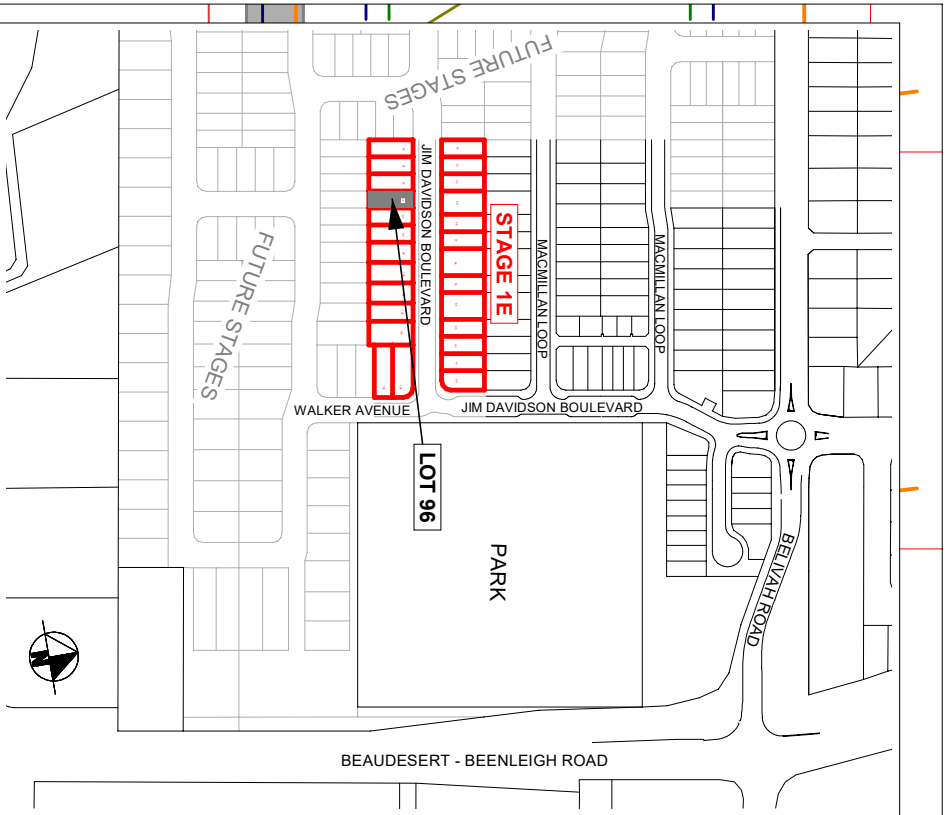 FUTURE STAGES
JIM DAVIDSON BOULEVARD
STAGE 1E
MACMILLAN LOOP
MACMILLAN LOOP
FUTURE STAGES
WALKER AVENUE
JIM DAVIDSON BOULEVARD
LOT 96
PARK
BELIVAH ROAD
N
BEAUDESERT - BEENLEIGH ROAD